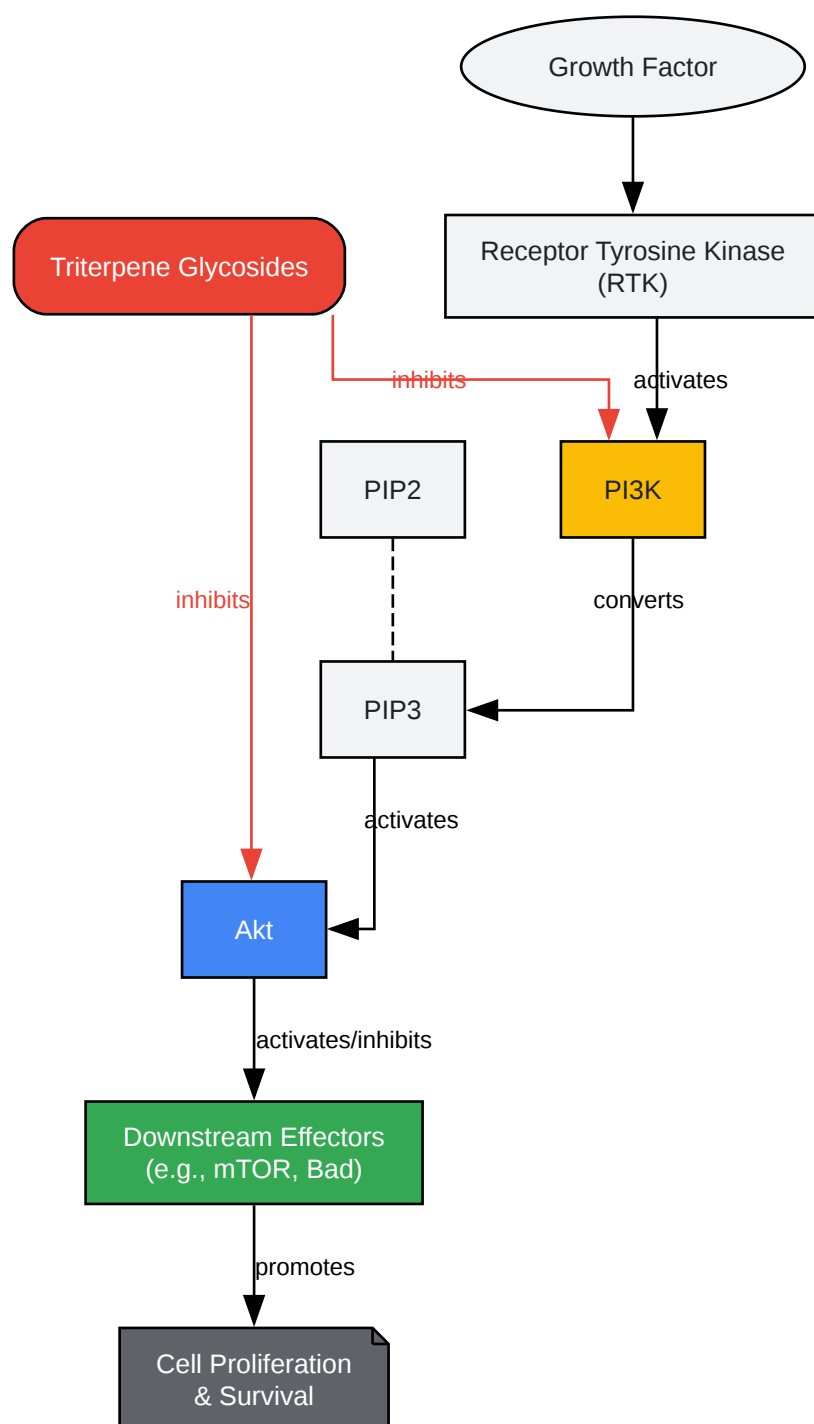 Growth Factor
Triterpene Glycosides
Receptor Tyrosine Kinase
(RTK)
inhibits
activates
PIP2
PI3K
inhibits
converts
PIP3
activates
Akt
activates/inhibits
Downstream Effectors
(e.g., mTOR, Bad)
promotes
Cell Proliferation
& Survival